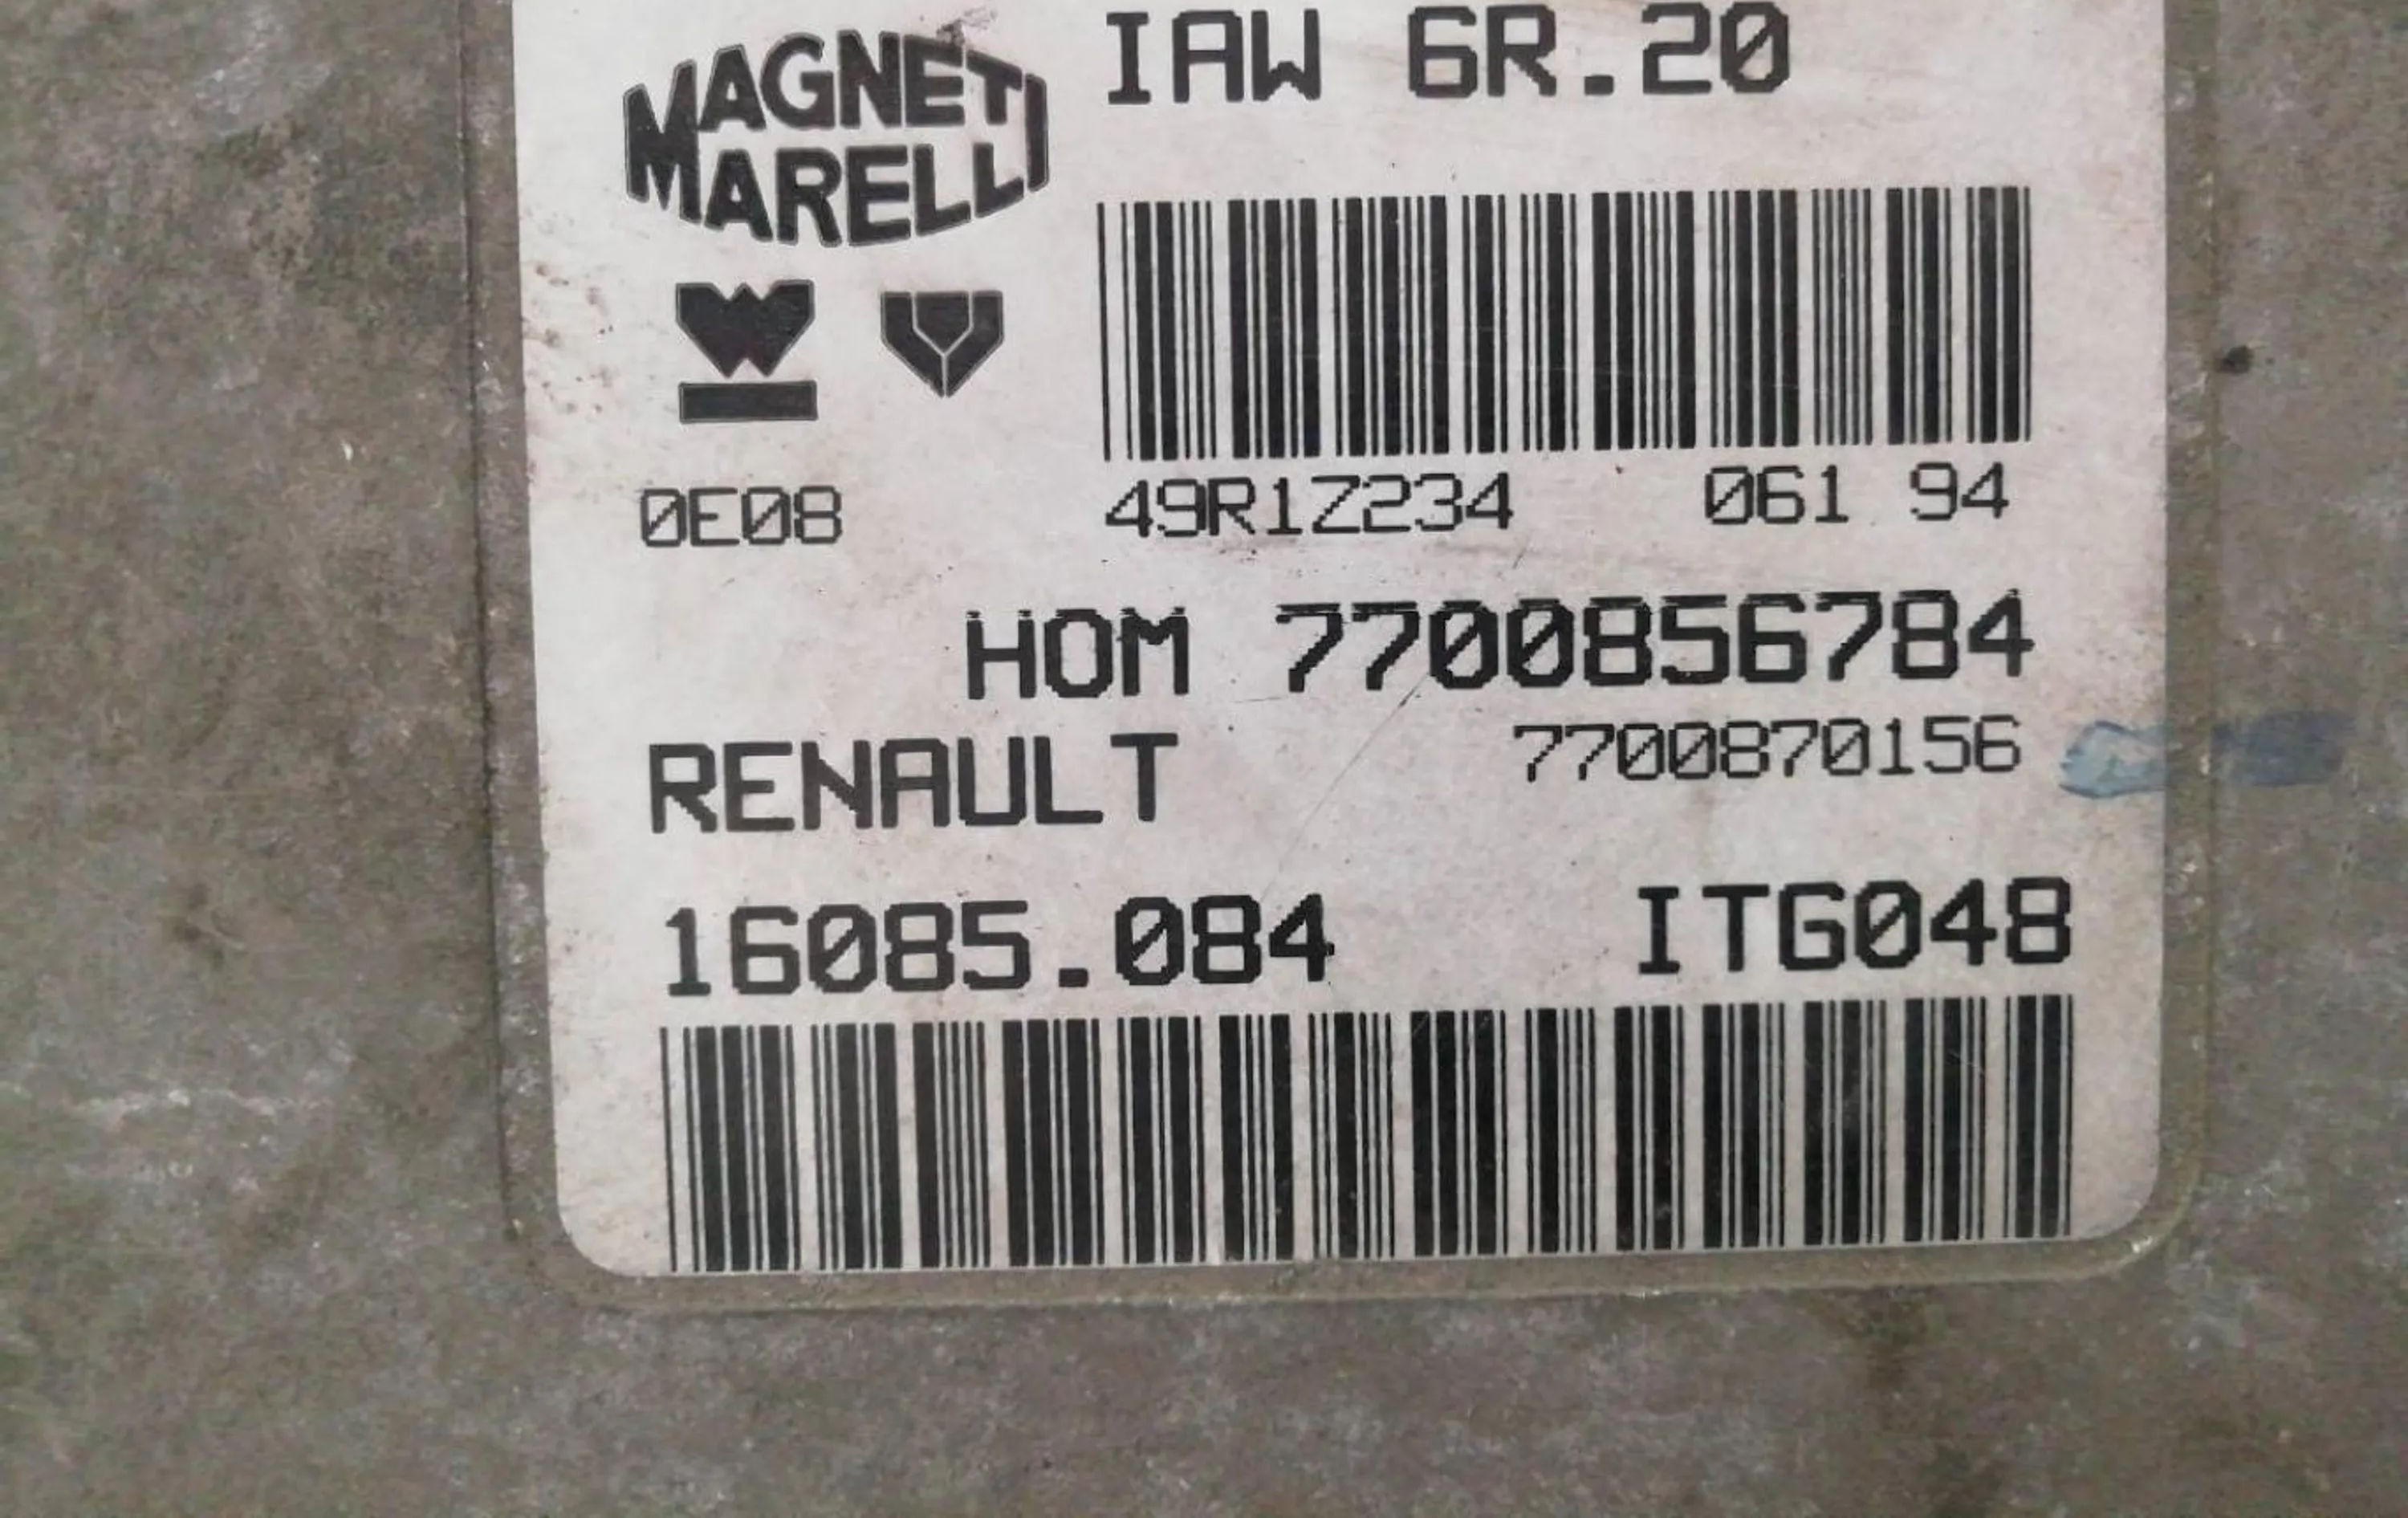 IAW 6R.20
MAGNETI
MARELLI
0E08 49R1Z234 061 94
HOM 7700856784
RENAULT 7700870156
16085.084 ITG048